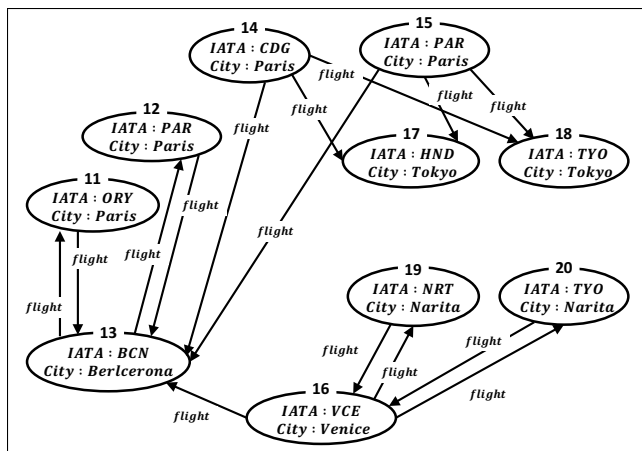 14
IATA : CDG
City : Paris
15
IATA : PAR
City : Paris
flight
flight
flight
12
IATA : PAR
City : Paris
flight
17
IATA : HND
City : Tokyo
18
IATA : TYO
City : Tokyo
11
IATA : ORY
City : Paris
flight
flight
flight
flight
flight
flight
13
IATA : BCN
City : Berlcerona
19
IATA : NRT
City : Narita
20
IATA : TYO
City : Narita
flight
flight
flight
flight
flight
16
IATA : VCE
City : Venice